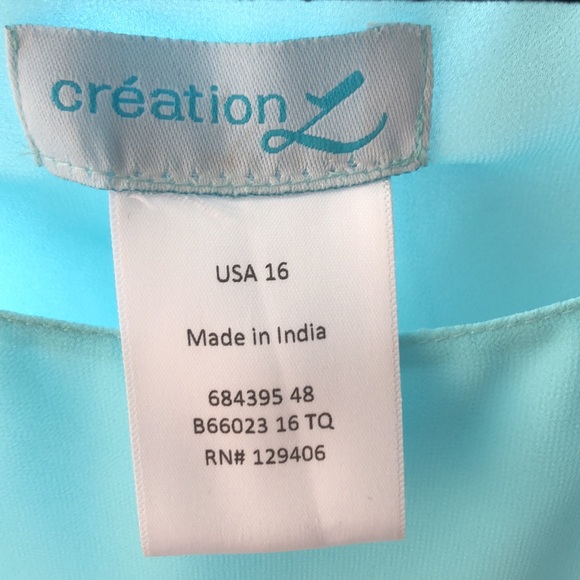 création L
USA 16
Made in India
684395 48
B66023 16 TQ
RN# 129406